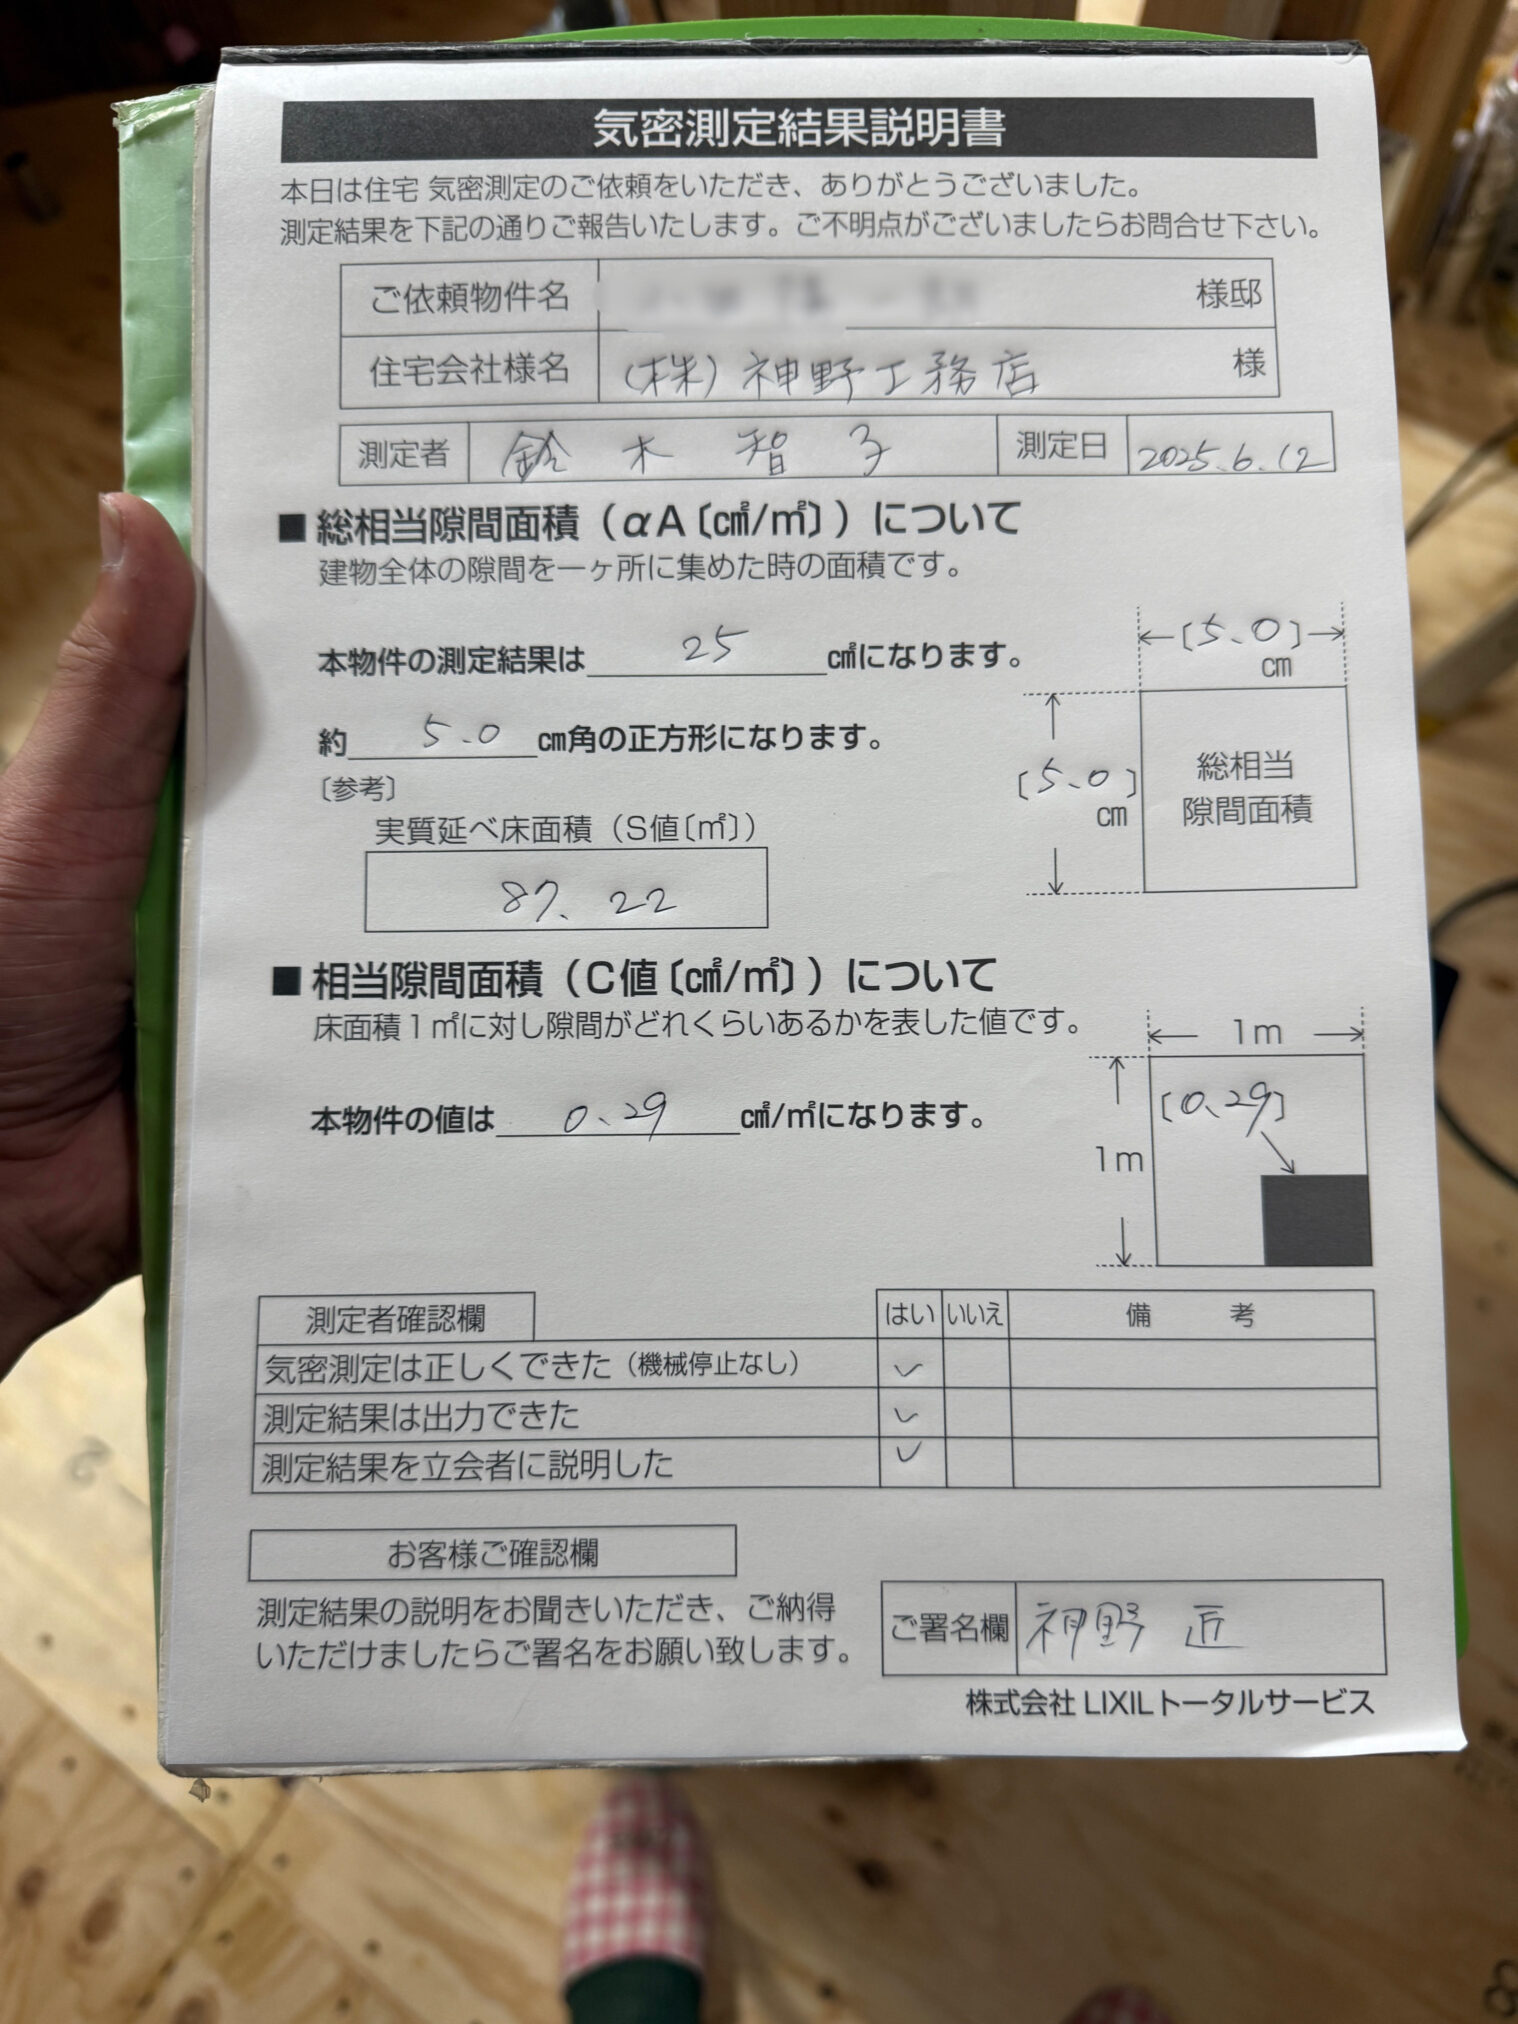 気密測定結果説明書
本日は住宅 気密測定のご依頼をいただき、ありがとうございました。
測定結果を下記の通りご報告いたします。ご不明点がございましたらお問合せ下さい。
ご依頼物件名 様邸
住宅会社様名 (株)神野工務店 様
測定者 鈴木智子 測定日 2025.6.12
■総相当隙間面積（αA〔㎠/㎡〕）について
建物全体の隙間を一ヶ所に集めた時の面積です。
本物件の測定結果は 25 ㎠になります。
約 5.0 ㎝角の正方形になります。
〔参考〕
実質延べ床面積（S値〔㎡〕）
87.22
〔5.0〕
㎝
〔5.0〕
㎝
総相当
隙間面積
■相当隙間面積（C値〔㎠/㎡〕）について
床面積1㎡に対し隙間がどれくらいあるかを表した値です。
本物件の値は 0.29 ㎠/㎡になります。
1m
〔0.29〕
1m
測定者確認欄 はい いいえ 備考
気密測定は正しくできた（機械停止なし） ✓
測定結果は出力できた ✓
測定結果を立会者に説明した ✓
お客様ご確認欄
測定結果の説明をお聞きいただき、ご納得
いただけましたらご署名をお願い致します。
ご署名欄 神野 匠
株式会社 LIXILトータルサービス